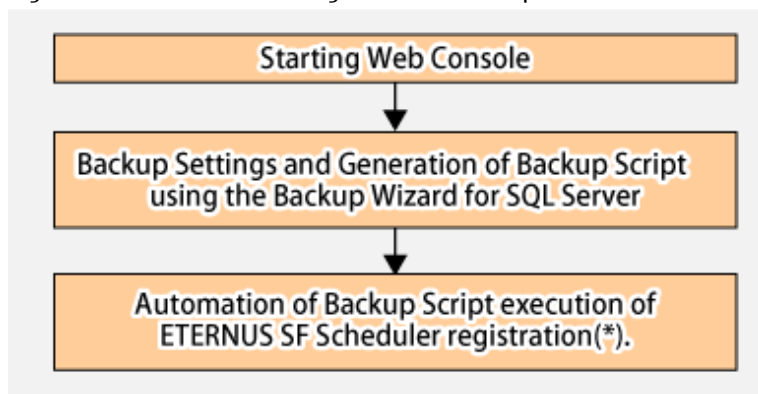 Starting Web Console
Backup Settings and Generation of Backup Script
using the Backup Wizard for SQL Server
Automation of Backup Script execution of
ETERNUS SF Scheduler registration(*).